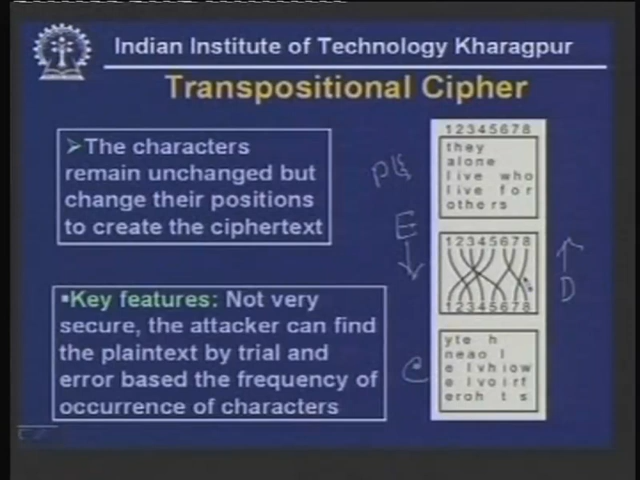 Indian Institute of Technology Kharagpur
Transpositional Cipher
➢The characters
remain unchanged but
change their positions
to create the ciphertext
▪Key features: Not very
secure, the attacker can find
the plaintext by trial and
error based the frequency of
occurrence of characters
12345678
they
alone
live who
live for
others
12345678
12345678
yte h
neao l
e lvhiow
e lvoirf
eroh t s
E
D
C